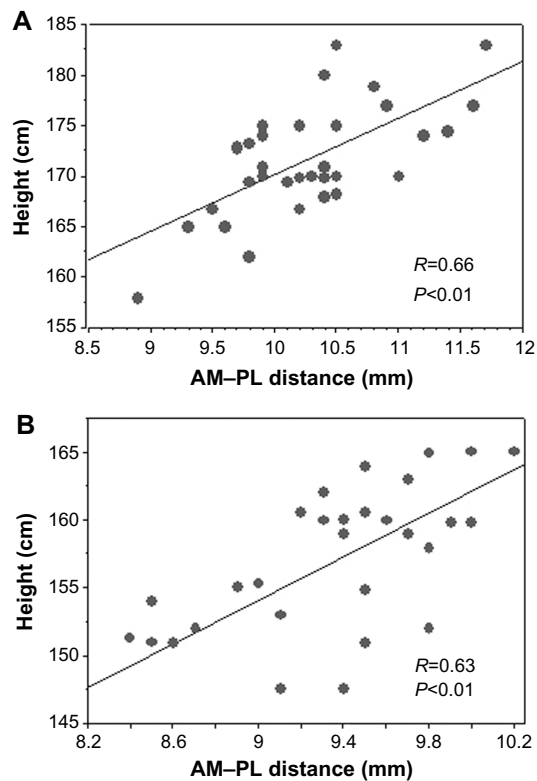 A
185
180
175
170
165
160
155
Height (cm)
R=0.66
P<0.01
8.5 9 9.5 10 10.5 11 11.5 12
AM–PL distance (mm)
B
165
160
155
150
145
Height (cm)
R=0.63
P<0.01
8.2 8.6 9 9.4 9.8 10.2
AM–PL distance (mm)